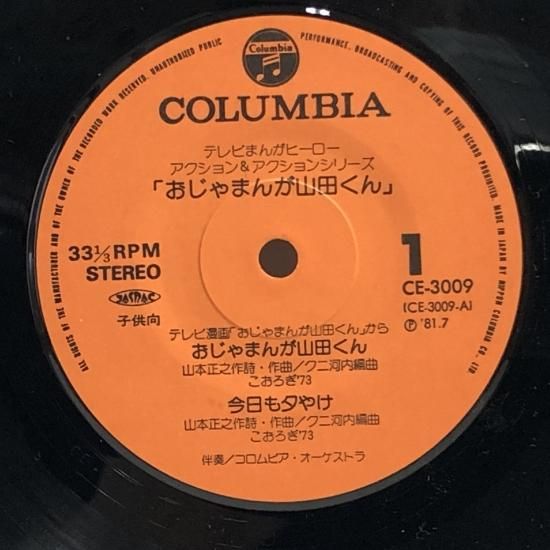 ALL RIGHTS OF THE MANUFACTURER AND OF THE OWNER OF THE RECORDED WORK RESERVED. UNAUTHORIZED PUBLIC PERFORMANCE, BROADCASTING AND COPYING OF THIS RECORD PROHIBITED. MADE IN JAPAN BY NIPPON COLUMBIA CO., LTD.
Columbia
COLUMBIA
テレビまんがヒーロー
アクション&アクションシリーズ
「おじゃまんが山田くん」
33⅓RPM
STEREO
JASRAC
子供向
1
CE-3009
(CE-3009-A)
Ⓟ '81.7
テレビ漫画「おじゃまんが山田くん」から
おじゃまんが山田くん
山本正之作詩・作曲/クニ河内編曲
こおろぎ'73
今日も夕やけ
山本正之作詩・作曲/クニ河内編曲
こおろぎ'73
伴奏/コロムビア・オーケストラ